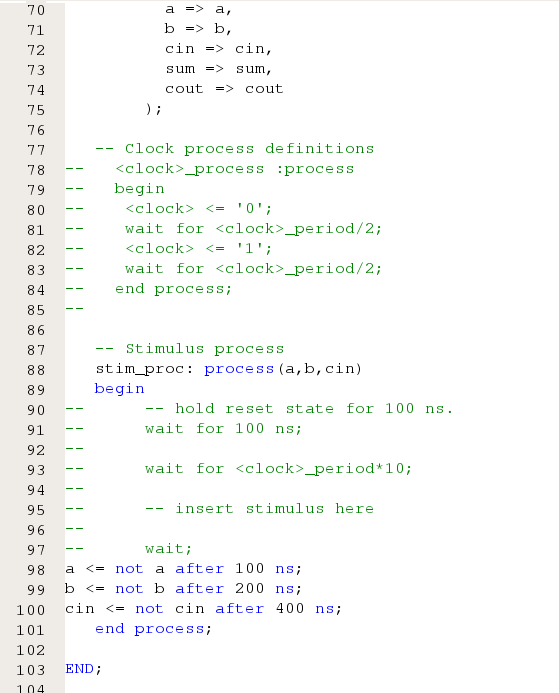 70          a => a,
71          b => b,
72          cin => cin,
73          sum => sum,
74          cout => cout
75        );
76
77   -- Clock process definitions
78 --   <clock>_process :process
79 --   begin
80 --    <clock> <= '0';
81 --    wait for <clock>_period/2;
82 --    <clock> <= '1';
83 --    wait for <clock>_period/2;
84 --   end process;
85 --
86
87   -- Stimulus process
88   stim_proc: process(a,b,cin)
89   begin
90 --      -- hold reset state for 100 ns.
91 --      wait for 100 ns;
92 --
93 --      wait for <clock>_period*10;
94 --
95 --      -- insert stimulus here
96 --
97 --      wait;
98 a <= not a after 100 ns;
99 b <= not b after 200 ns;
100 cin <= not cin after 400 ns;
101   end process;
102
103 END;
104